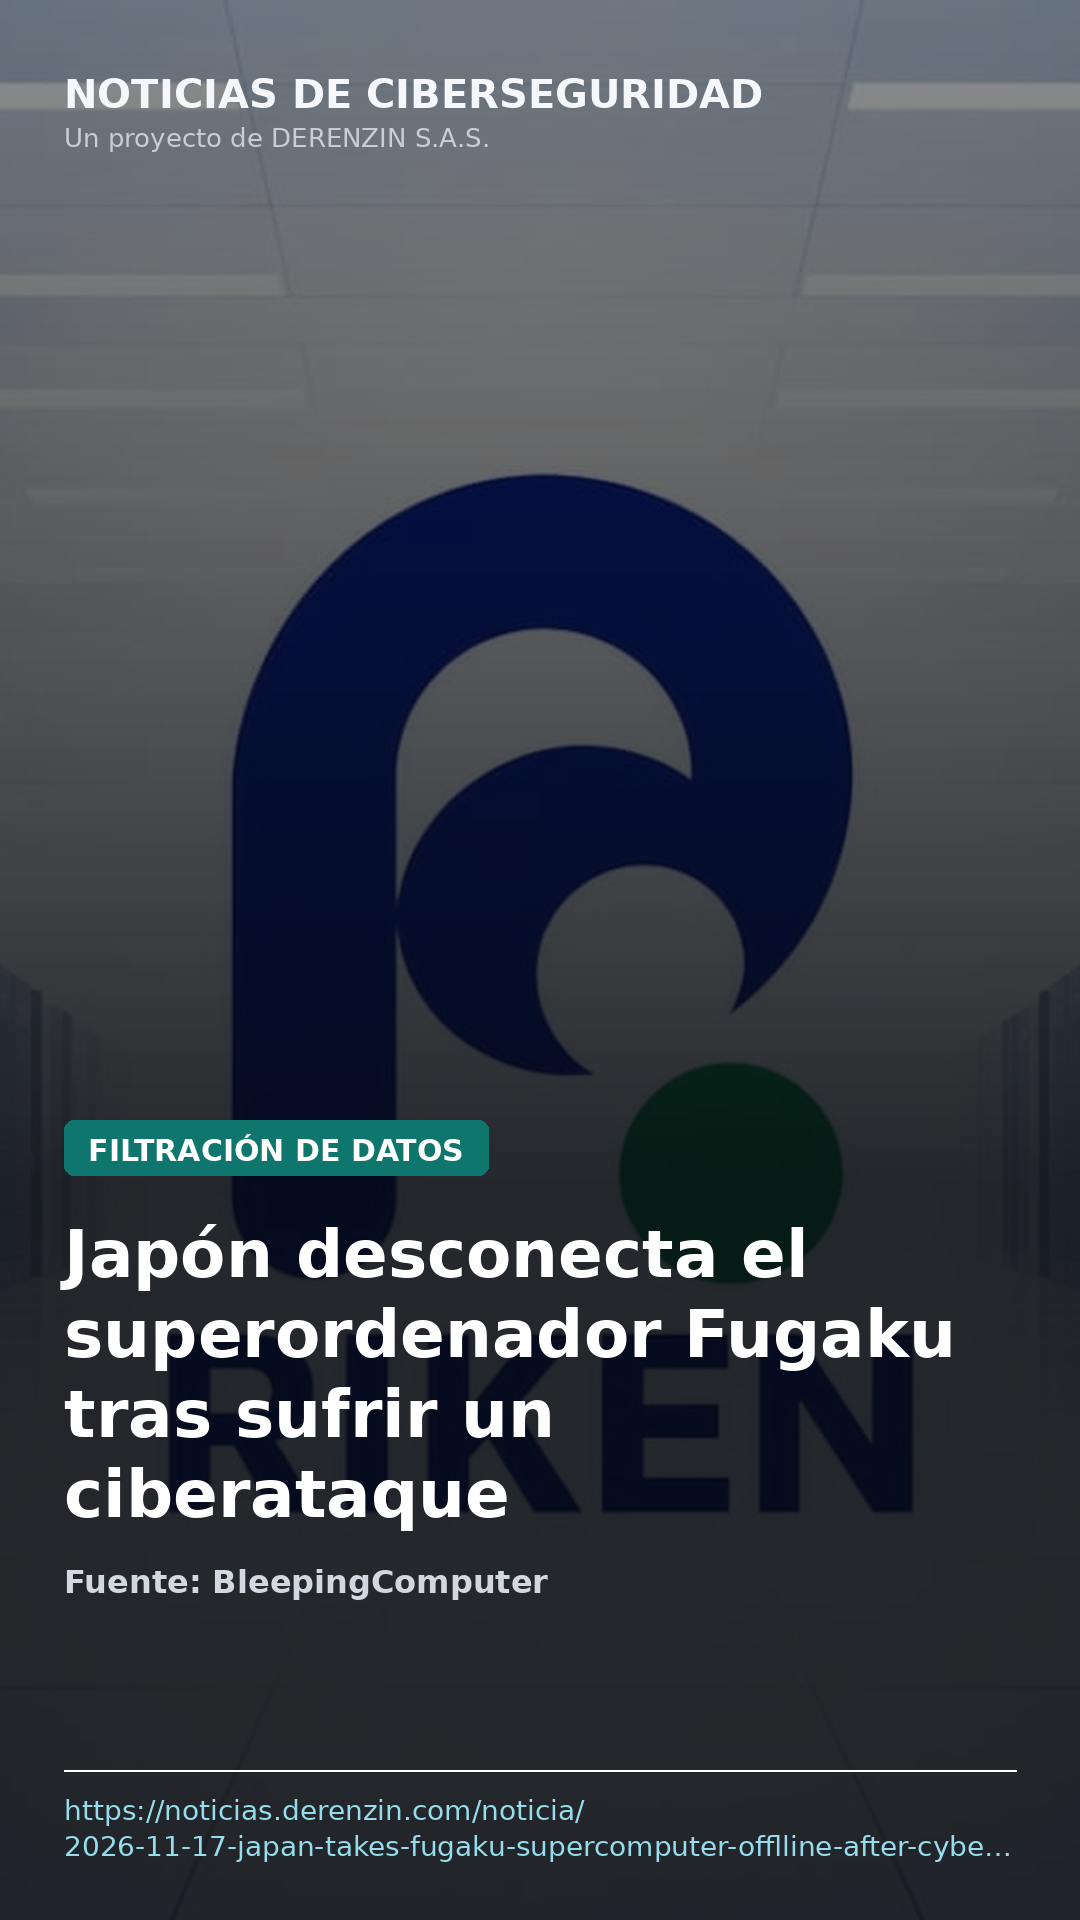 NOTICIAS DE CIBERSEGURIDAD
Un proyecto de DERENZIN S.A.S.
FILTRACIÓN DE DATOS
Japón desconecta el
superordenador Fugaku
tras sufrir un
ciberataque
RIKEN
Fuente: BleepingComputer
https://noticias.derenzin.com/noticia/
2026-11-17-japan-takes-fugaku-supercomputer-offlline-after-cybe…